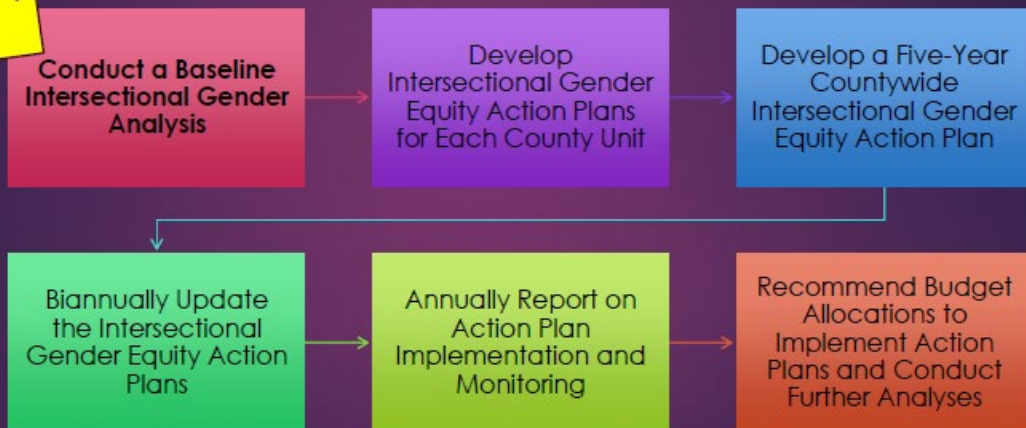 Conduct a Baseline
Intersectional Gender
Analysis
Develop
Intersectional Gender
Equity Action Plans
for Each County Unit
Develop a Five-Year
Countywide
Intersectional Gender
Equity Action Plan
Biannually Update
the Intersectional
Gender Equity Action
Plans
Annually Report on
Action Plan
Implementation and
Monitoring
Recommend Budget
Allocations to
Implement Action
Plans and Conduct
Further Analyses